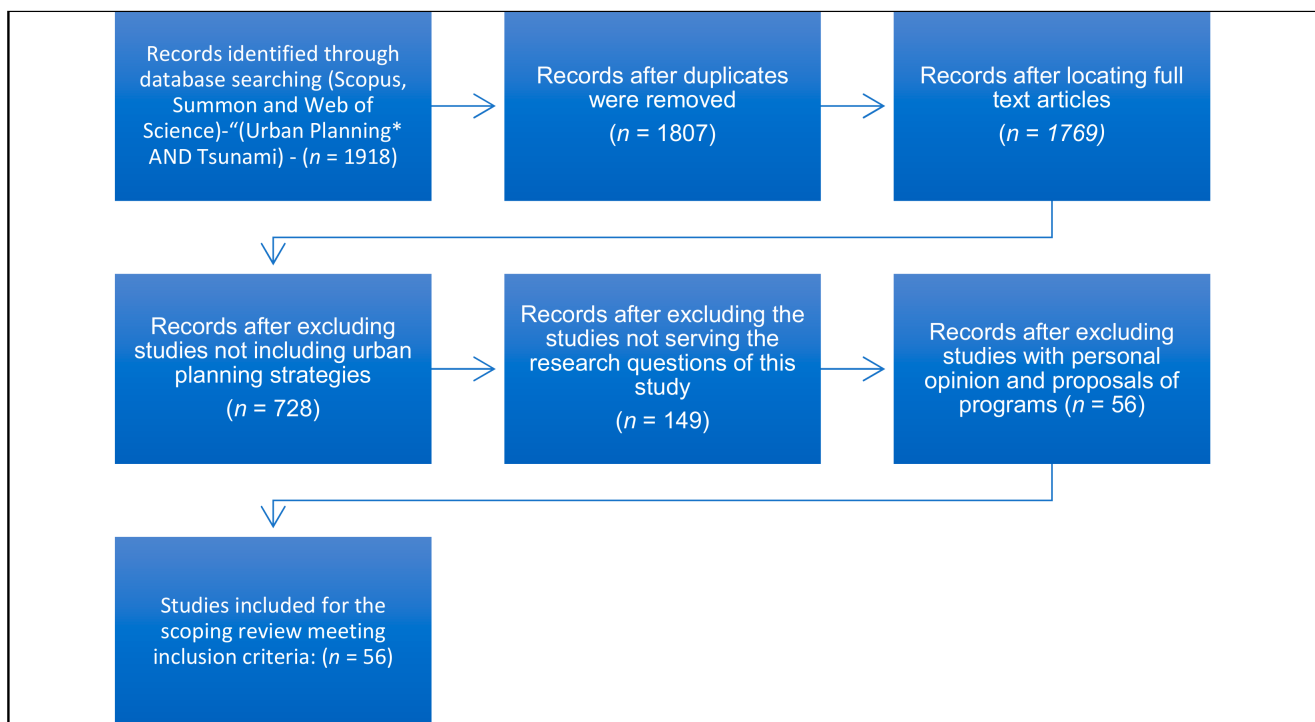 Records identified through
database searching (Scopus,
Summon and Web of
Science)-“(Urban Planning*
AND Tsunami) - (n = 1918)
Records after duplicates
were removed
(n = 1807)
Records after locating full
text articles
(n = 1769)
Records after excluding
studies not including urban
planning strategies
(n = 728)
Records after excluding the
studies not serving the
research questions of this
study
(n = 149)
Records after excluding
studies with personal
opinion and proposals of
programs (n = 56)
Studies included for the
scoping review meeting
inclusion criteria: (n = 56)